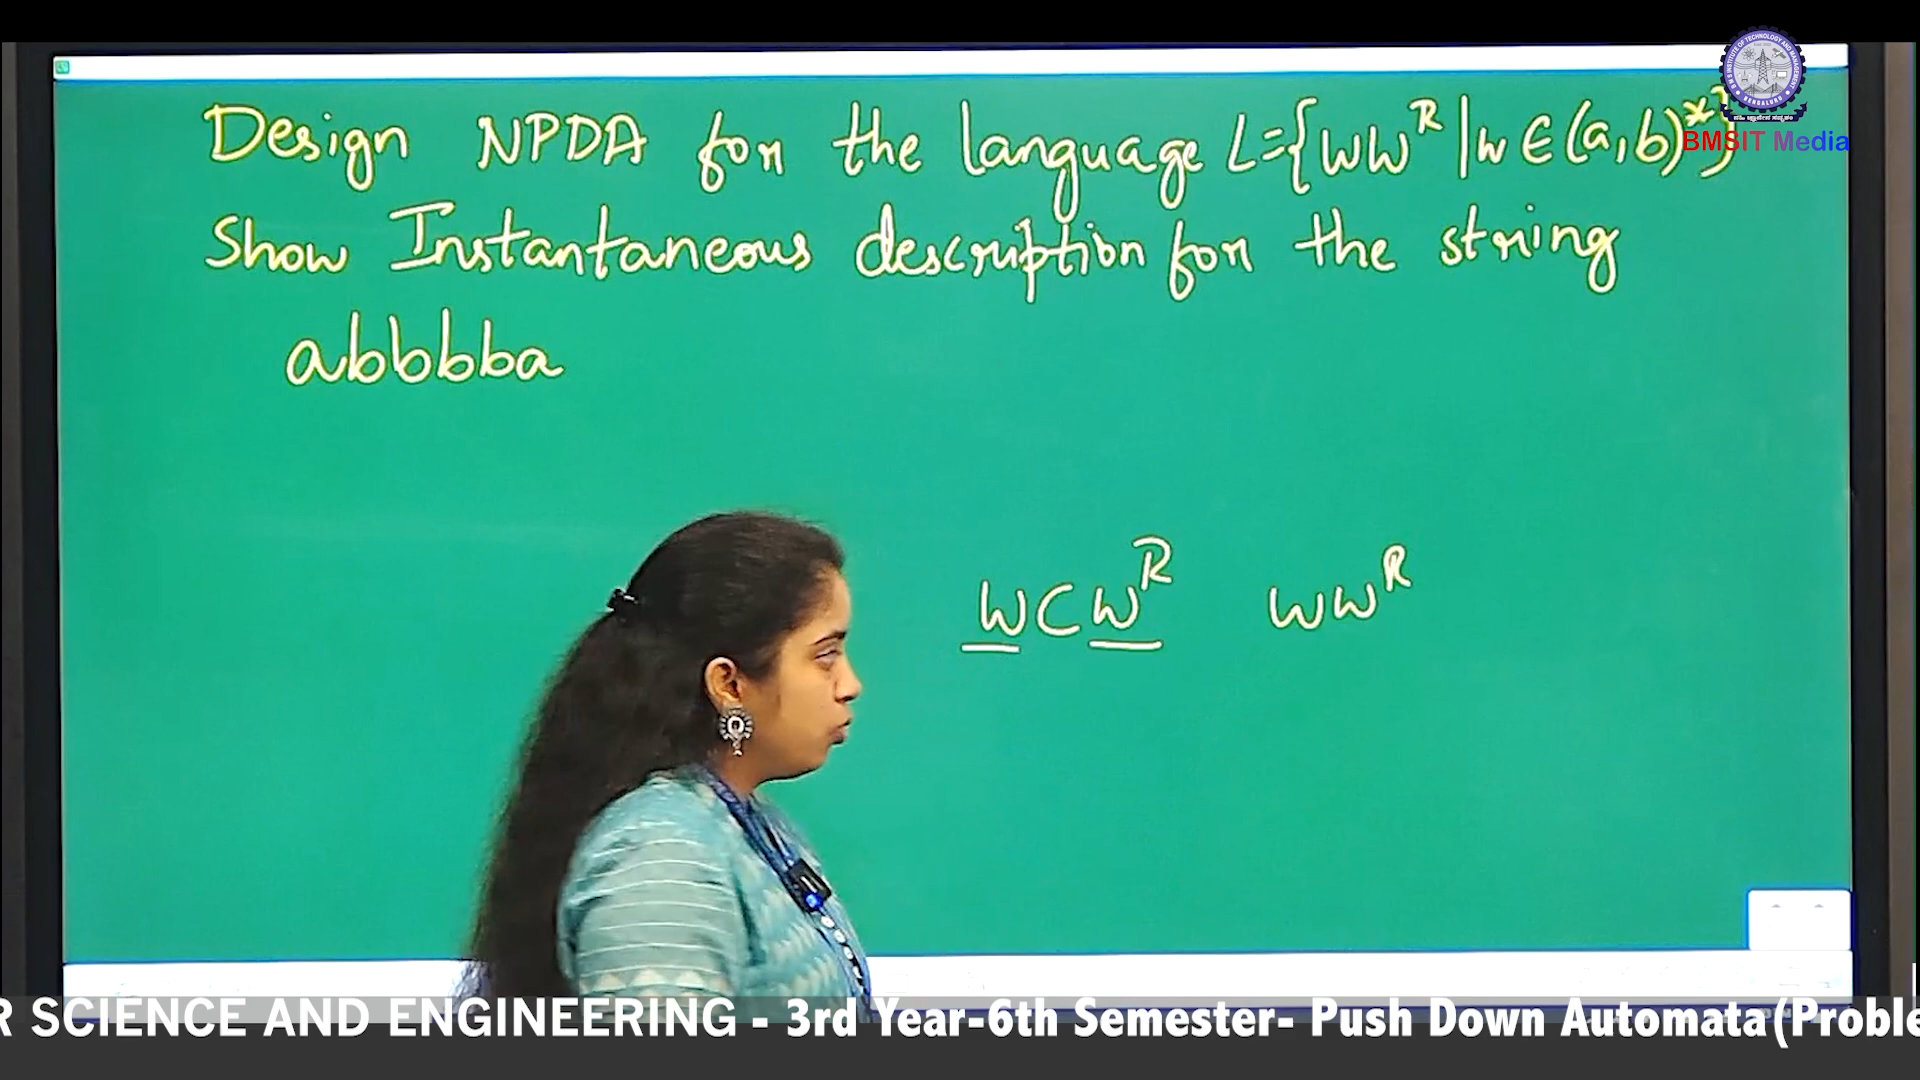 BMSIT Media
Design NPDA for the language L={WW^R | W ∈ (a,b)*}
Show Instantaneous description for the string
abbbba
WCW^R WW^R
R SCIENCE AND ENGINEERING - 3rd Year-6th Semester- Push Down Automata(Proble